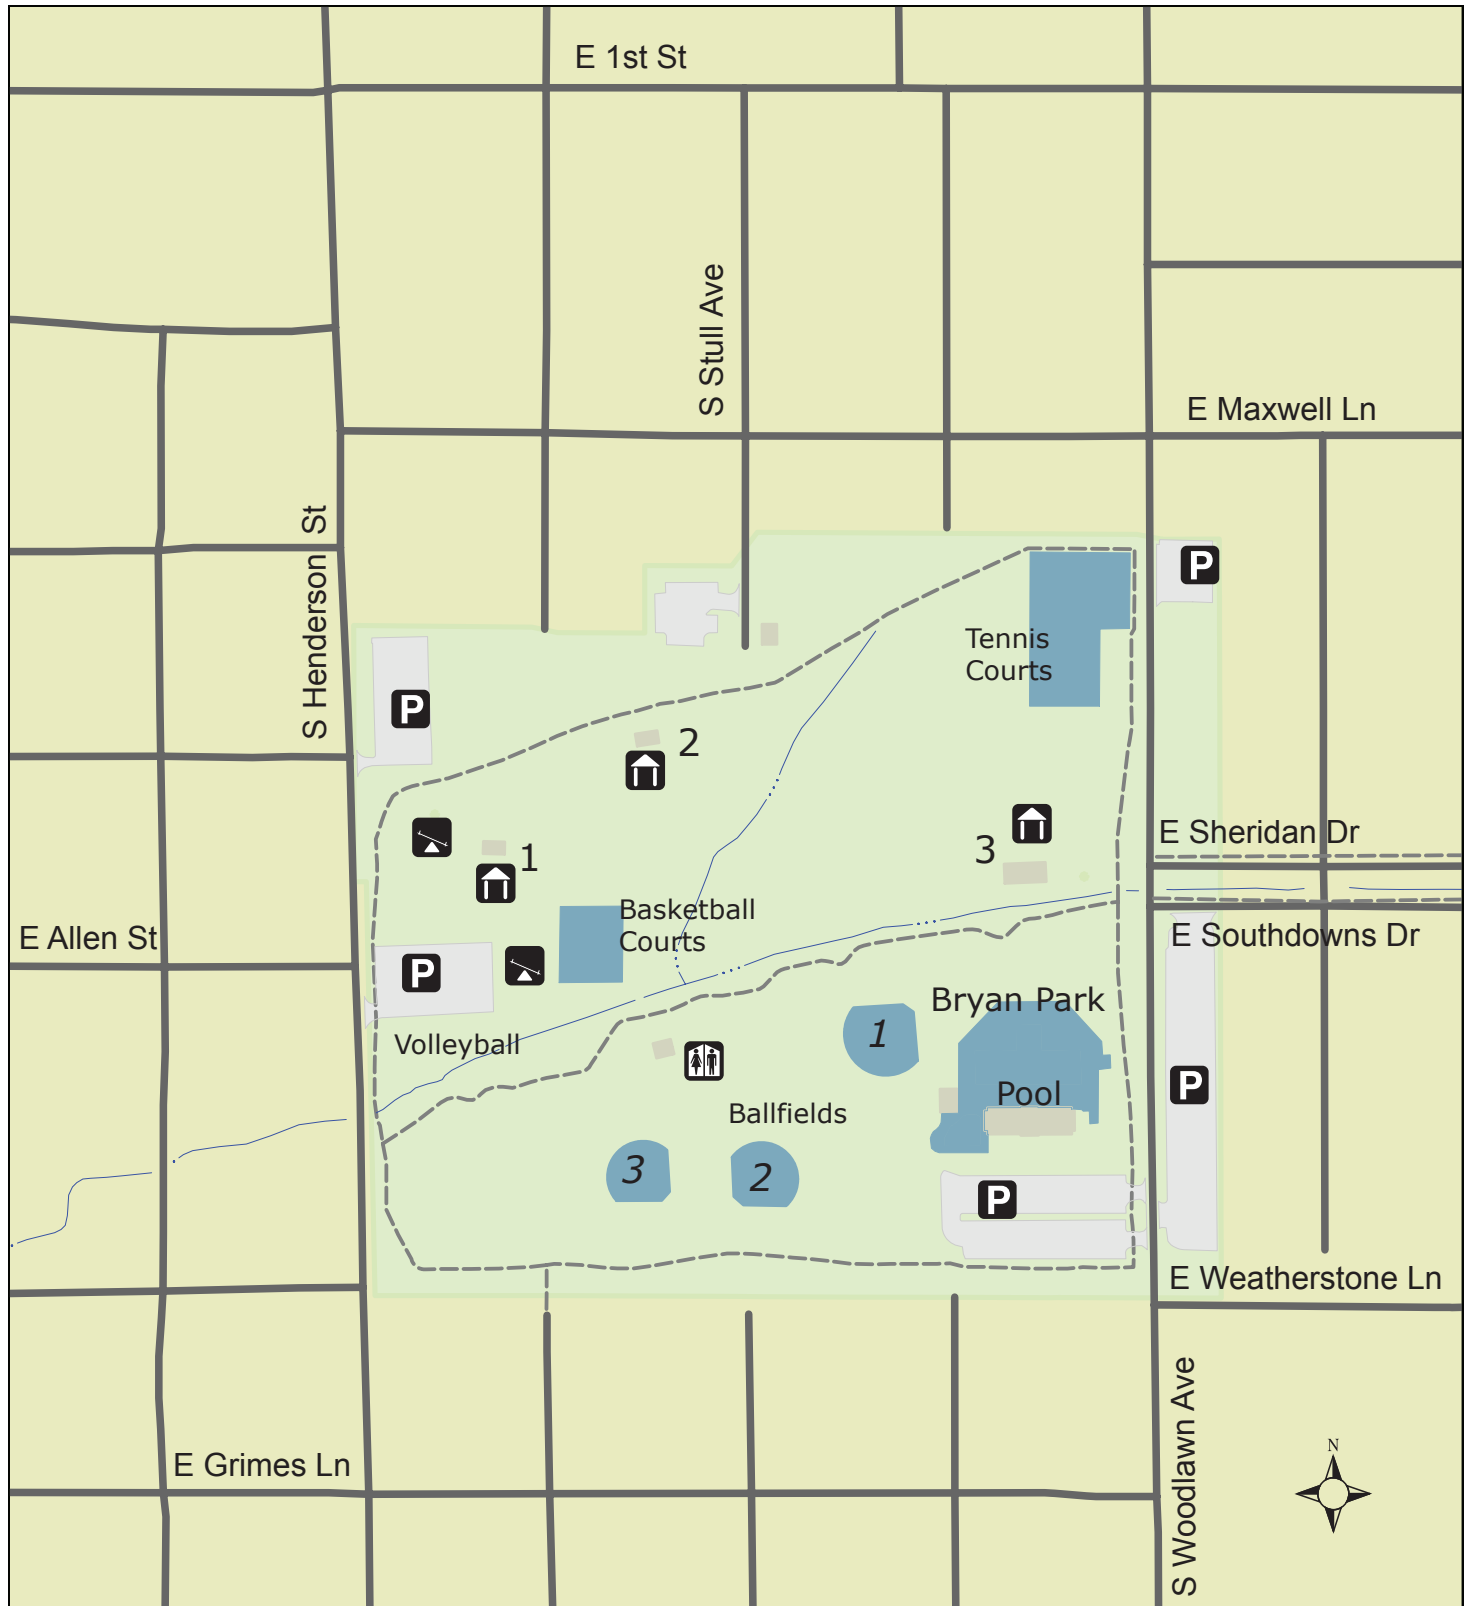 E 1st St
S Stull Ave
E Maxwell Ln
S Henderson St
P
Tennis
Courts
P
2
3
1
E Sheridan Dr
Basketball
Courts
E Allen St
E Southdowns Dr
P
Bryan Park
Volleyball
1
Pool
P
Ballfields
3
2
P
E Weatherstone Ln
E Grimes Ln
S Woodlawn Ave
N